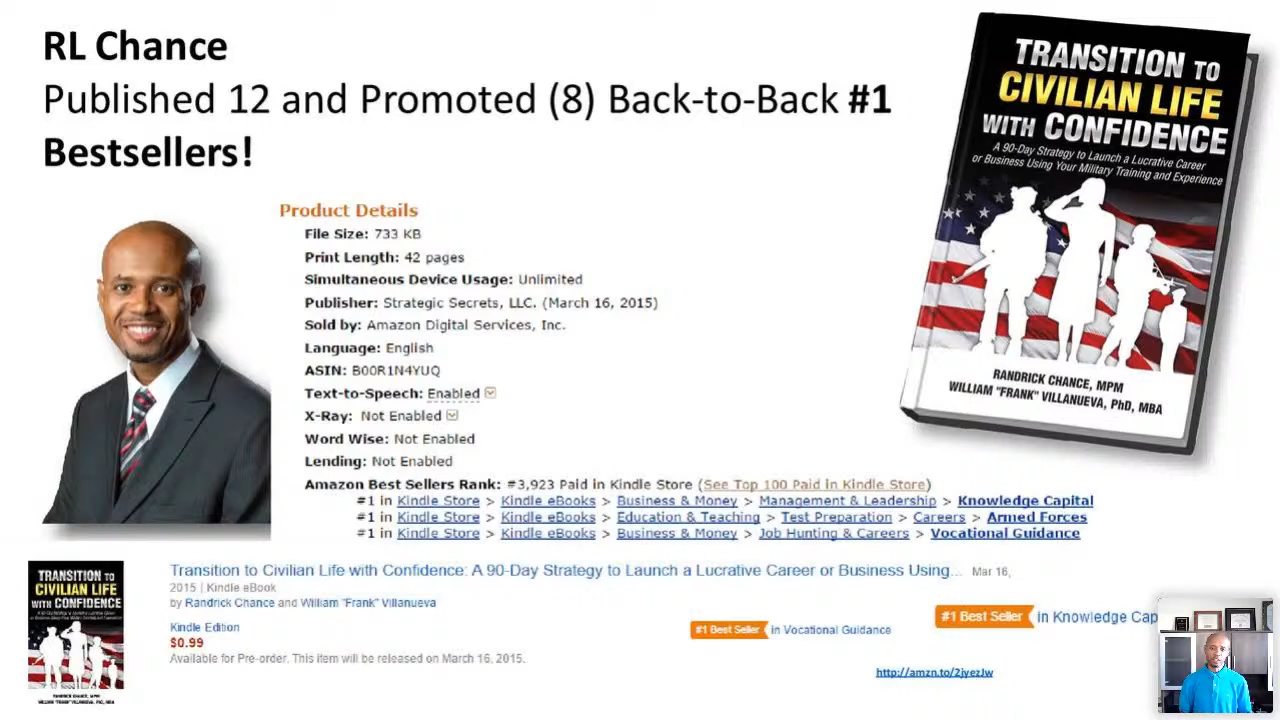 RL Chance
Published 12 and Promoted (8) Back-to-Back #1
Bestsellers!
TRANSITION TO
CIVILIAN LIFE
WITH CONFIDENCE
A 90-Day Strategy to Launch a Lucrative Career
or Business Using Your Military Training and Experience
RANDRICK CHANCE, MPM
WILLIAM "FRANK" VILLANUEVA, PhD, MBA
Product Details
File Size: 733 KB
Print Length: 42 pages
Simultaneous Device Usage: Unlimited
Publisher: Strategic Secrets, LLC. (March 16, 2015)
Sold by: Amazon Digital Services, Inc.
Language: English
ASIN: B00R1N4YUQ
Text-to-Speech: Enabled
X-Ray: Not Enabled
Word Wise: Not Enabled
Lending: Not Enabled
Amazon Best Sellers Rank: #3,923 Paid in Kindle Store (See Top 100 Paid in Kindle Store)
#1 in Kindle Store > Kindle eBooks > Business & Money > Management & Leadership > Knowledge Capital
#1 in Kindle Store > Kindle eBooks > Education & Teaching > Test Preparation > Careers > Armed Forces
#1 in Kindle Store > Kindle eBooks > Business & Money > Job Hunting & Careers > Vocational Guidance
TRANSITION TO
CIVILIAN LIFE
WITH CONFIDENCE
RANDRICK CHANCE, MPM
WILLIAM "FRANK" VILLANUEVA, PhD, MBA
Transition to Civilian Life with Confidence: A 90-Day Strategy to Launch a Lucrative Career or Business Using... Mar 16,
2015 | Kindle eBook
by Randrick Chance and William "Frank" Villanueva
Kindle Edition
$0.99
Available for Pre-order. This item will be released on March 16, 2015.
#1 Best Seller in Vocational Guidance
#1 Best Seller in Knowledge Cap
http://amzn.to/2jyezJw